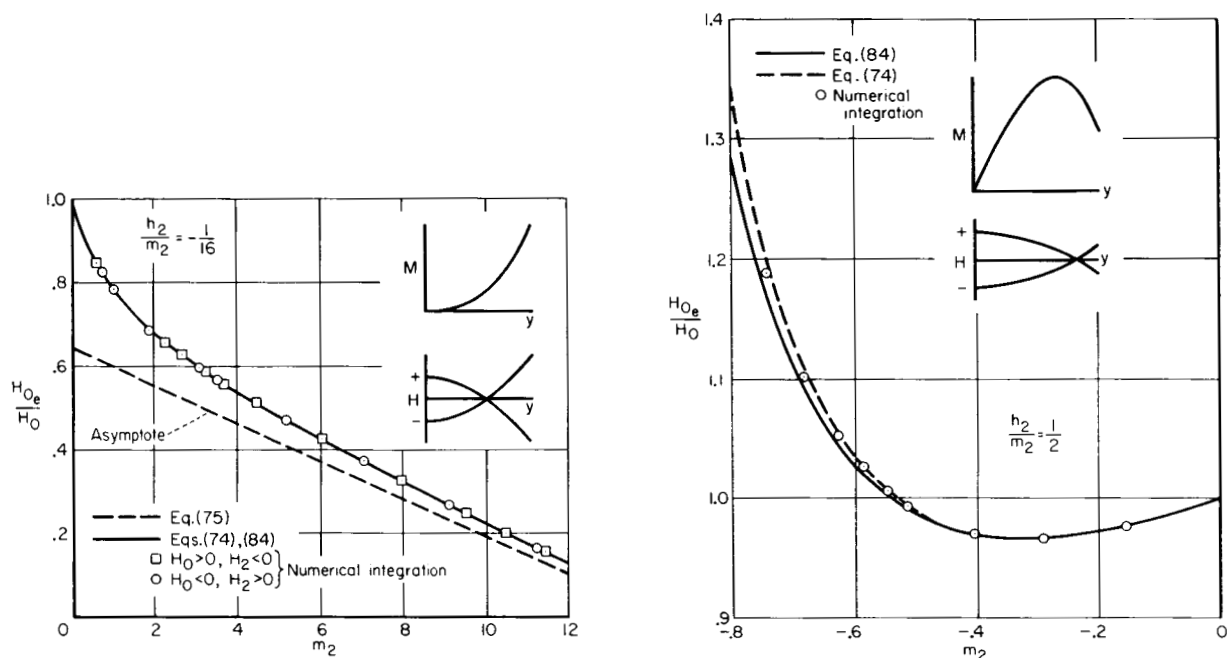 1.0
.8
.6
.4
.2
0
H₀ₑ/H₀
h₂/m₂ = -1/16
M
y
+
H
−
y
Asymptote
Eq.(75)
Eqs.(74),(84)
H₀>0, H₂<0
H₀<0, H₂>0
Numerical integration
0 2 4 6 8 10 12
m₂
1.4
1.3
1.2
1.1
1.0
.9
H₀ₑ/H₀
Eq.(84)
Eq.(74)
Numerical
integration
M
y
+
H
−
y
h₂/m₂ = 1/2
-.8 -.6 -.4 -.2 0
m₂